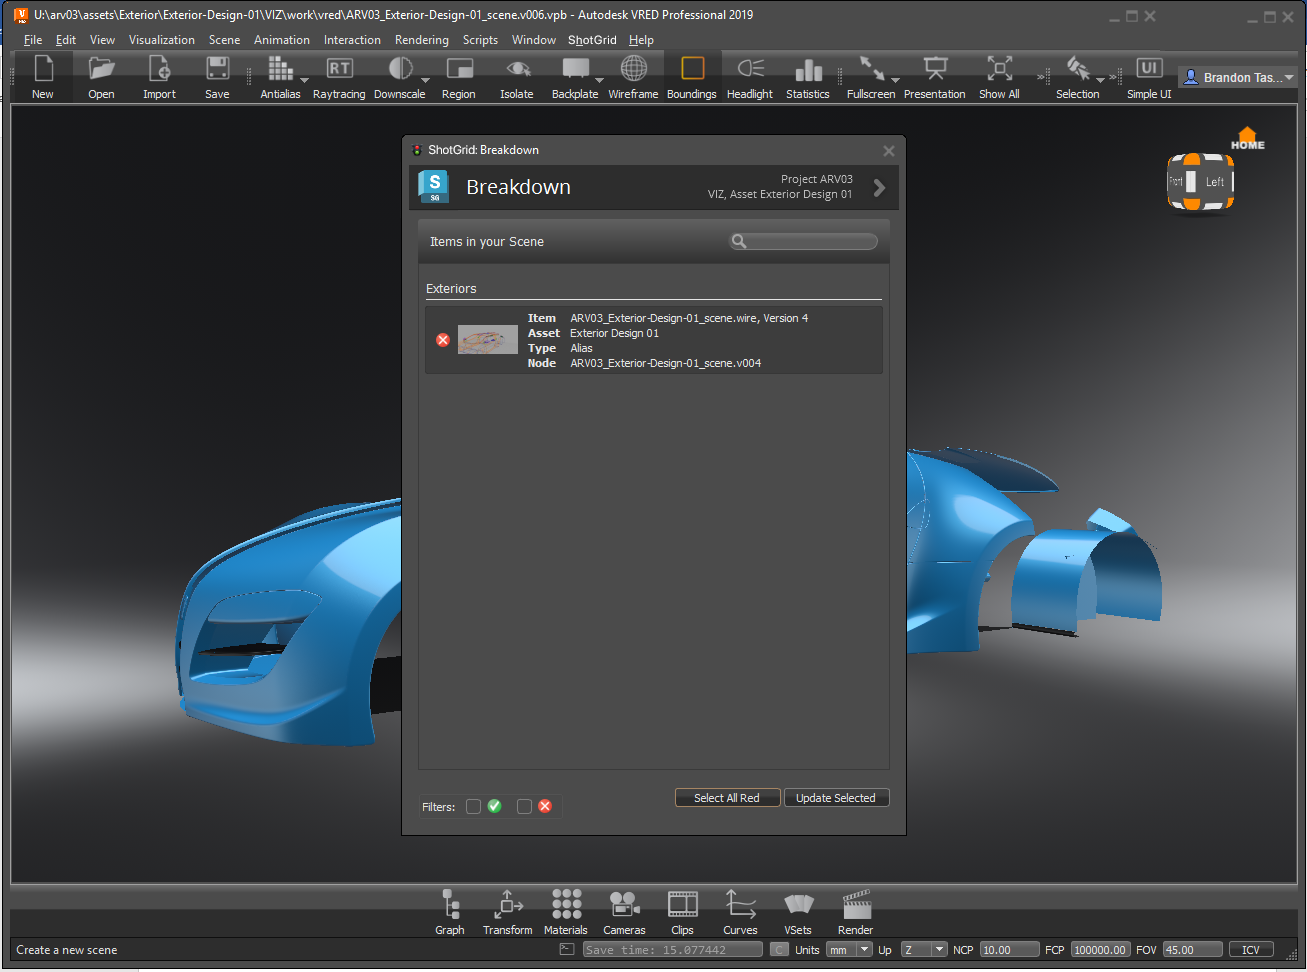 U:\arv03\assets\Exterior\Exterior-Design-01\VIZ\work\vred\ARV03_Exterior-Design-01_scene.v006.vpb - Autodesk VRED Professional 2019
File Edit View Visualization Scene Animation Interaction Rendering Scripts Window ShotGrid Help
RT UI
New Open Import Save Antialias Raytracing Downscale Region Isolate Backplate Wireframe Boundings Headlight Statistics Fullscreen Presentation Show All Selection Simple UI Brandon Tas...
HOME
Front Left
ShotGrid: Breakdown
S SG
Breakdown
Project ARV03
VIZ, Asset Exterior Design 01
Items in your Scene
Exteriors
Item ARV03_Exterior-Design-01_scene.wire, Version 4
Asset Exterior Design 01
Type Alias
Node ARV03_Exterior-Design-01_scene.v004
Filters:
Select All Red Update Selected
Graph Transform Materials Cameras Clips Curves VSets Render
Create a new scene Save time: 15.077442 C Units mm Up Z NCP 10.00 FCP 100000.00 FOV 45.00 ICV